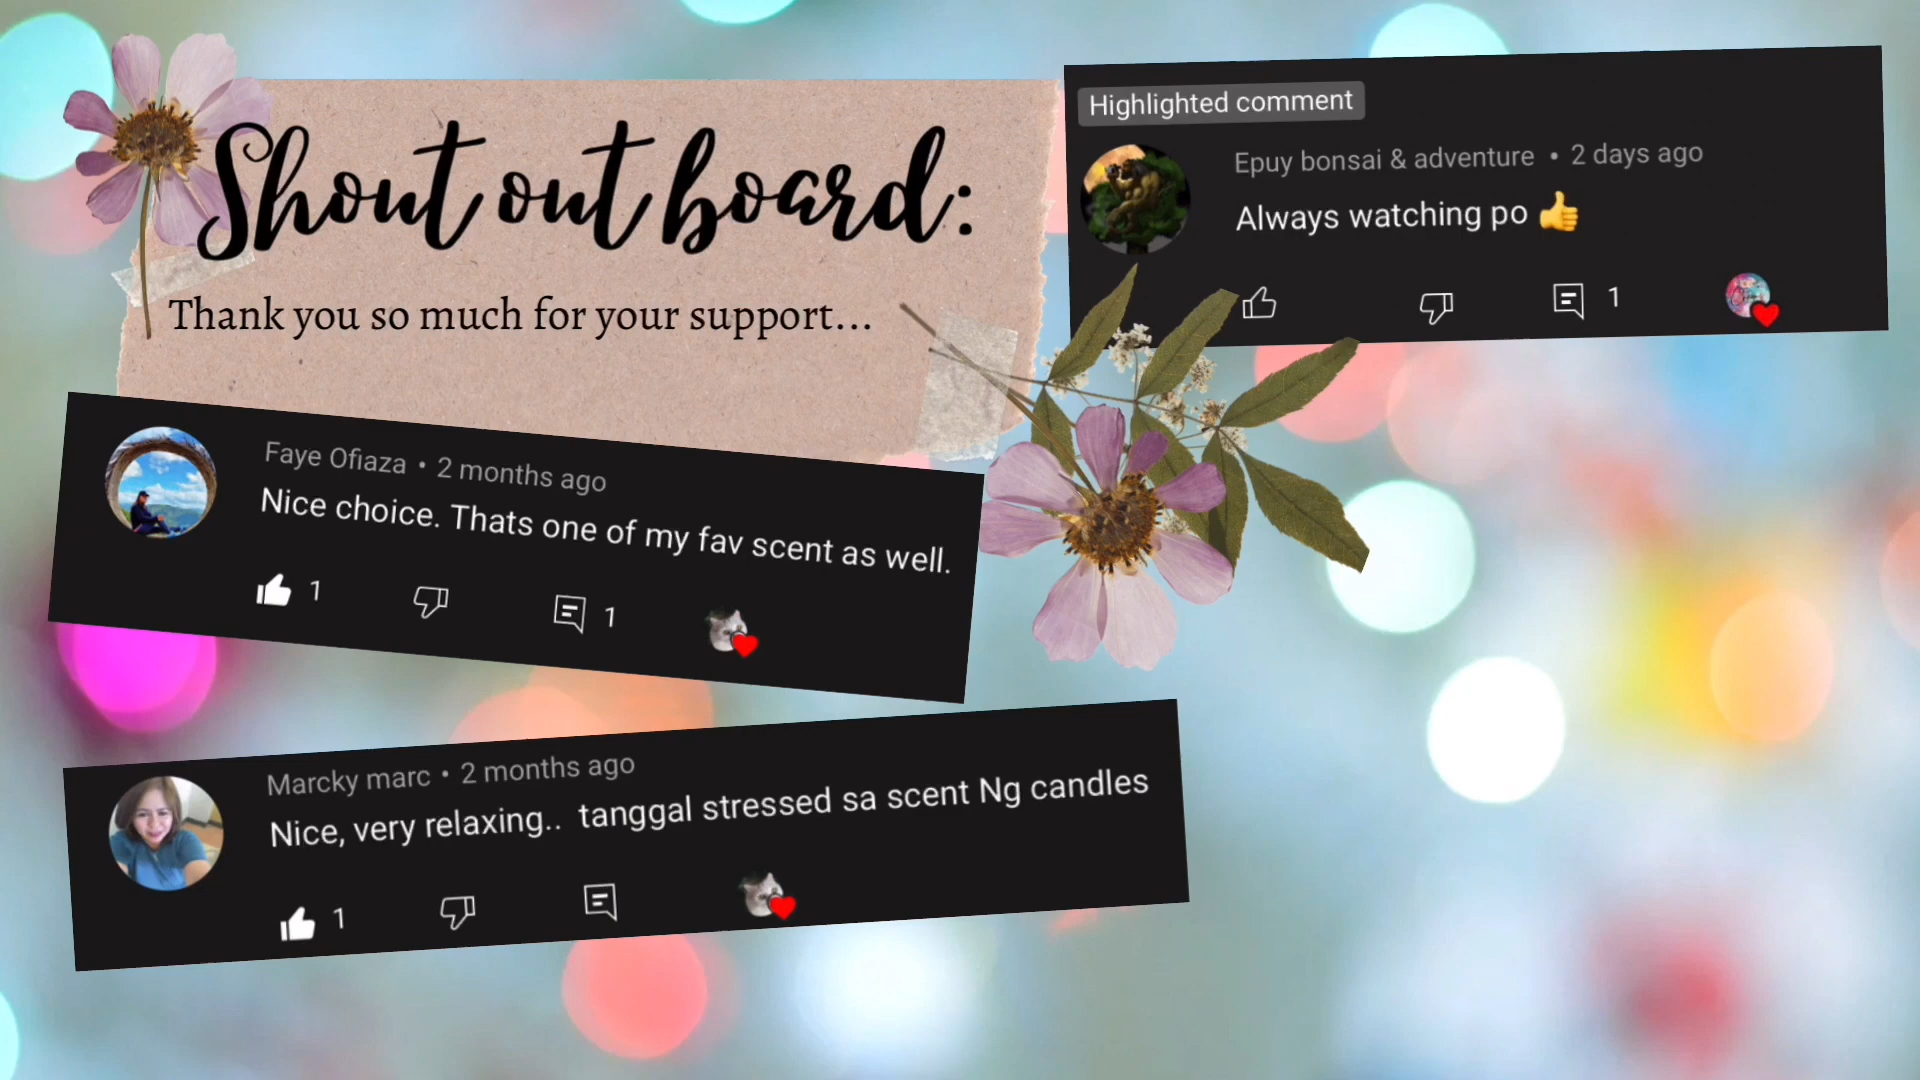 Shout out board:
Thank you so much for your support...
Highlighted comment
Epuy bonsai & adventure • 2 days ago
Always watching po 👍
1
Faye Ofiaza • 2 months ago
Nice choice. Thats one of my fav scent as well.
1 1
Marcky marc • 2 months ago
Nice, very relaxing.. tanggal stressed sa scent Ng candles
1